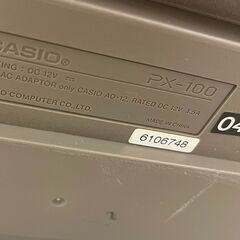 CASIO
PX-100
TING : DC 12V
AC ADAPTOR only CASIO AD-12, RATED DC 12V 1.5A
O COMPUTER CO.,LTD.
MADE IN CHINA
6106748
04